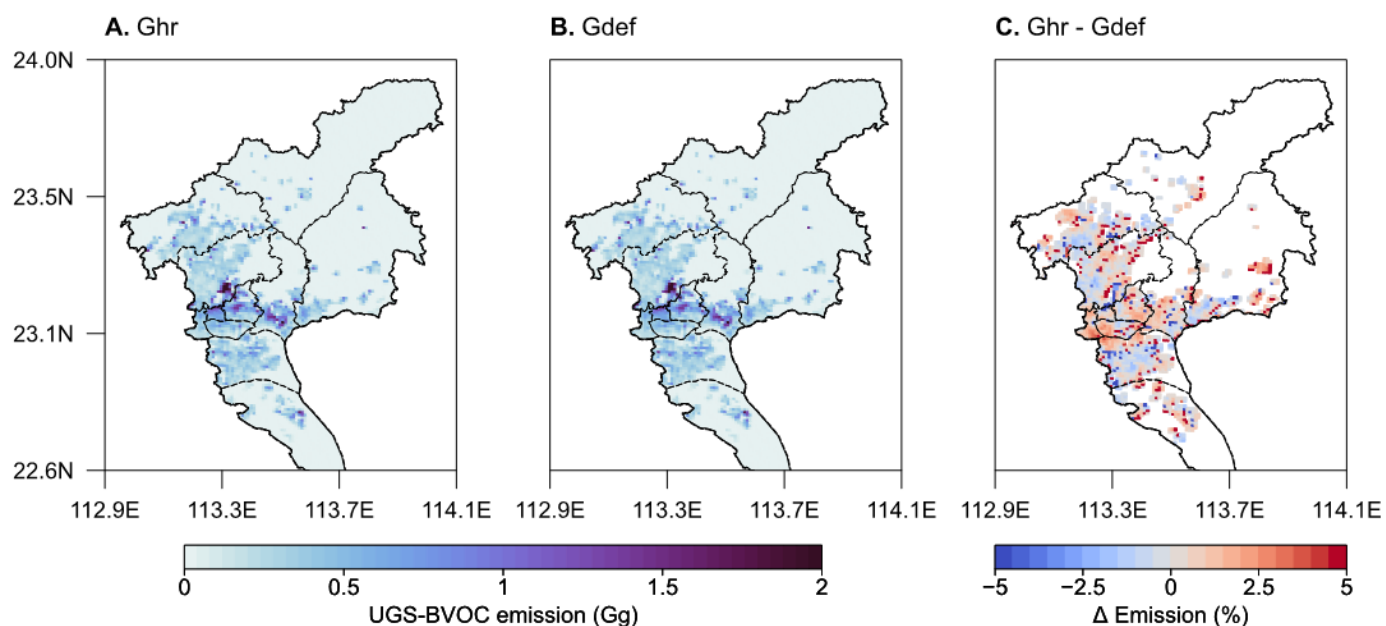 A. Ghr
B. Gdef
C. Ghr - Gdef
24.0N
23.5N
23.1N
22.6N
112.9E 113.3E 113.7E 114.1E
112.9E 113.3E 113.7E 114.1E
112.9E 113.3E 113.7E 114.1E
0 0.5 1 1.5 2
UGS-BVOC emission (Gg)
−5 −2.5 0 2.5 5
Δ Emission (%)